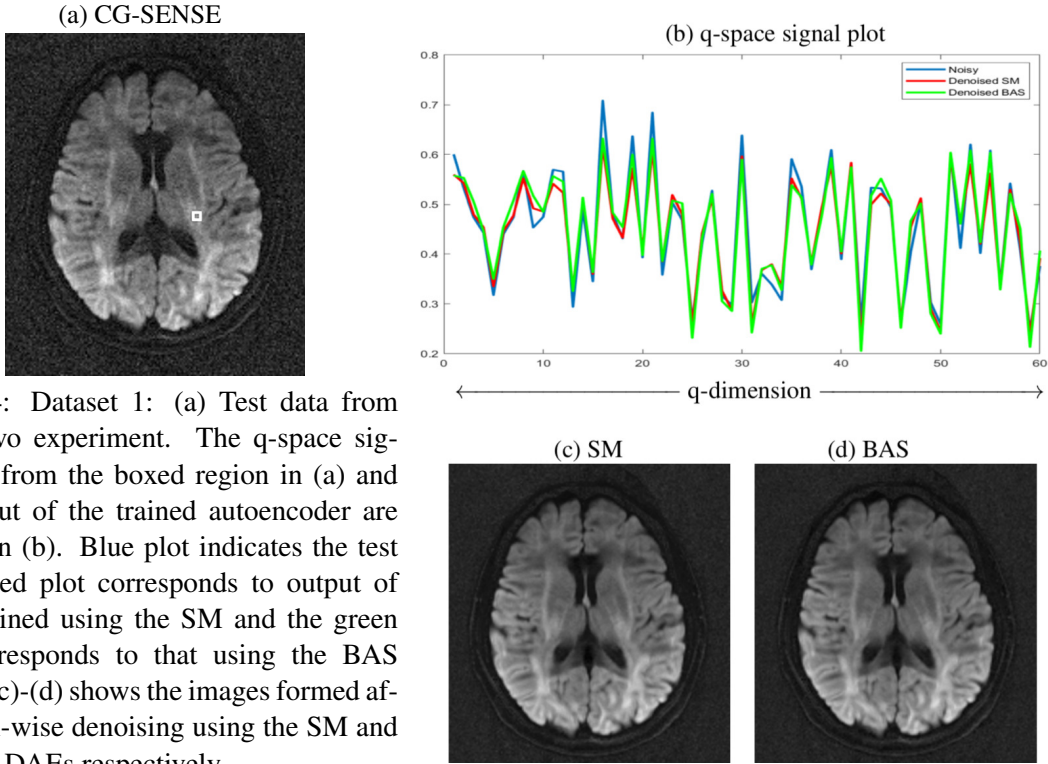 (a) CG-SENSE
: Dataset 1: (a) Test data from
vo experiment. The q-space sig-
from the boxed region in (a) and
ut of the trained autoencoder are
n (b). Blue plot indicates the test
ed plot corresponds to output of
ined using the SM and the green
responds to that using the BAS
c)-(d) shows the images formed af-
-wise denoising using the SM and
DAEs respectively
(b) q-space signal plot
Noisy
Denoised SM
Denoised BAS
0.8
0.7
0.6
0.5
0.4
0.3
0.2
0 10 20 30 40 50 60
q-dimension
(c) SM
(d) BAS